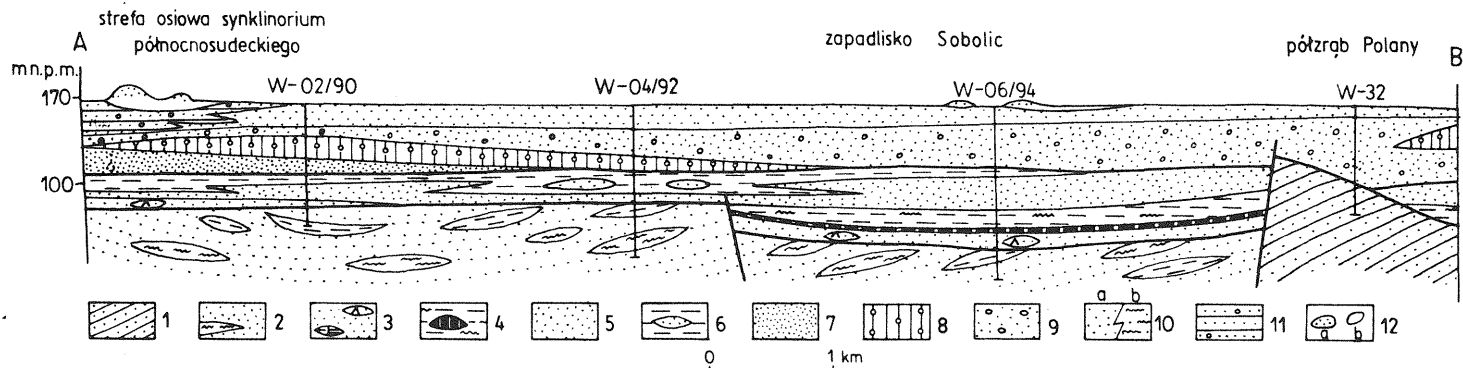 strefa osiowa synklinorium
północnosudeckiego
zapadlisko Sobolic
półzrąb Polany
A
B
m n.p.m.
W-02/90
W-04/92
W-06/94
W-32
170
100
1
2
3
4
5
6
7
8
9
a b
10
11
a b
12
0 1 km